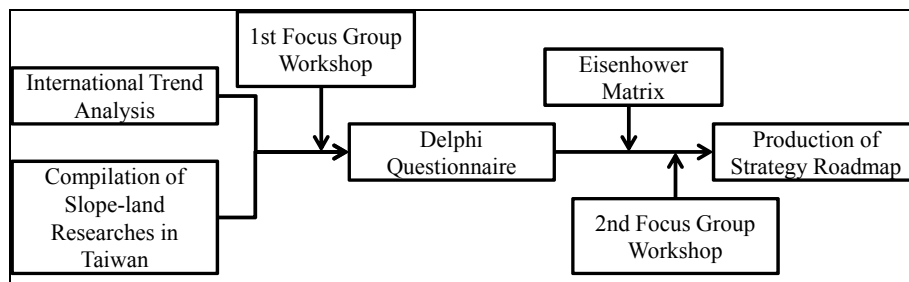 1st Focus Group
Workshop
International Trend
Analysis
Eisenhower
Matrix
Delphi
Questionnaire
Production of
Strategy Roadmap
Compilation of
Slope-land
Researches in
Taiwan
2nd Focus Group
Workshop